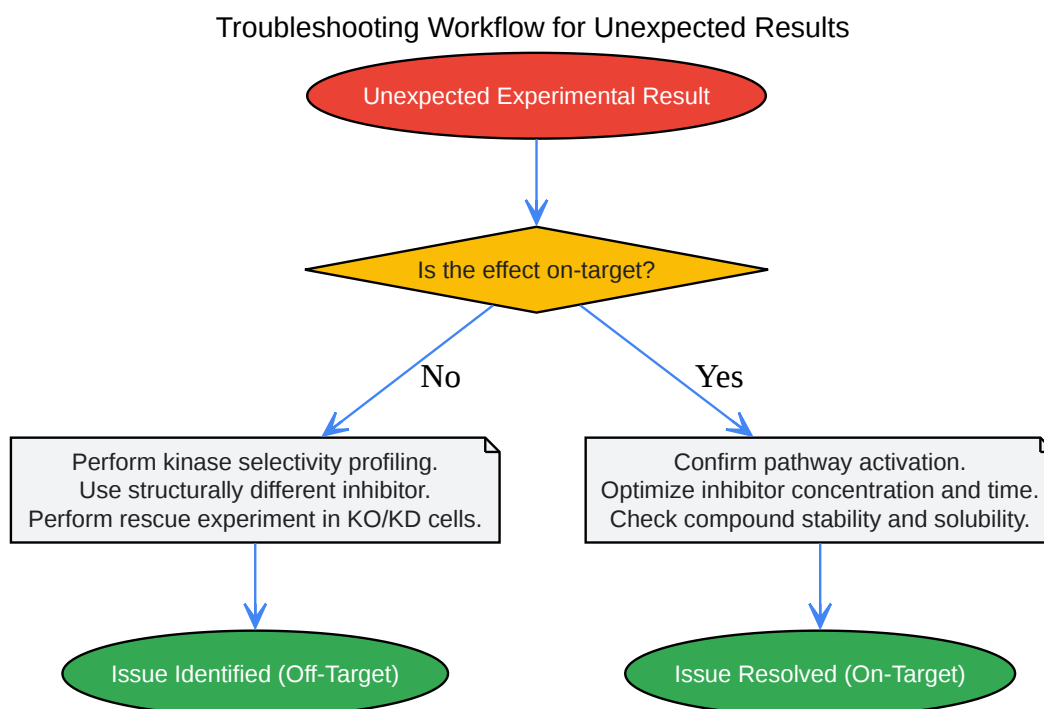 Troubleshooting Workflow for Unexpected Results
Unexpected Experimental Result
Is the effect on-target?
No
Yes
Perform kinase selectivity profiling.
Use structurally different inhibitor.
Perform rescue experiment in KO/KD cells.
Confirm pathway activation.
Optimize inhibitor concentration and time.
Check compound stability and solubility.
Issue Identified (Off-Target)
Issue Resolved (On-Target)